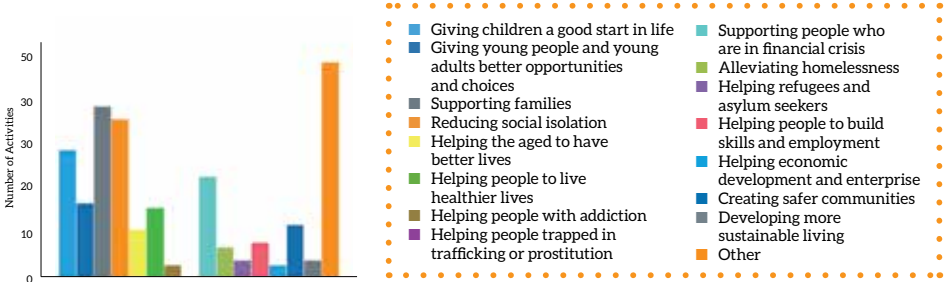 50
30
30
20
10
0
Number of Activities
Giving children a good start in life
Giving young people and young
adults better opportunities
and choices
Supporting families
Reducing social isolation
Helping the aged to have
better lives
Helping people to live
healthier lives
Helping people with addiction
Helping people trapped in
trafficking or prostitution
Supporting people who
are in financial crisis
Alleviating homelessness
Helping refugees and
asylum seekers
Helping people to build
skills and employment
Helping economic
development and enterprise
Creating safer communities
Developing more
sustainable living
Other